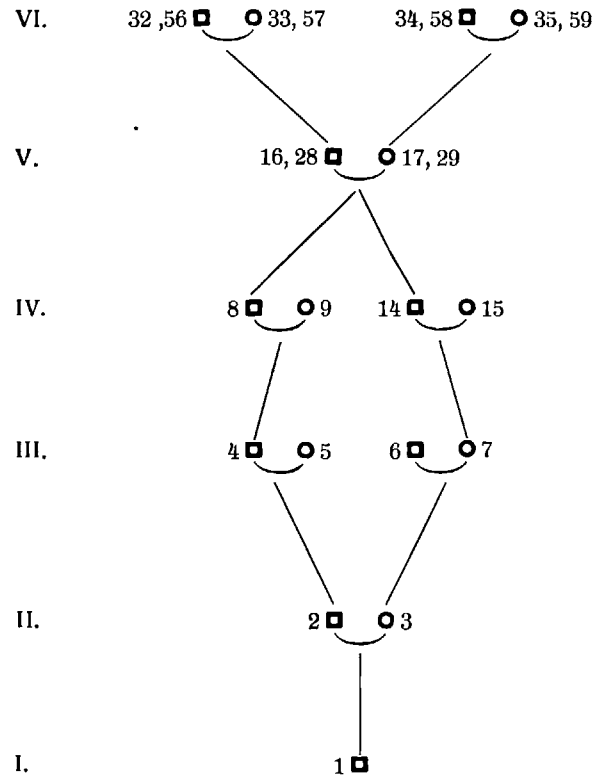 VI. 32 ,56 33, 57 34, 58 35, 59
V. 16, 28 17, 29
IV. 8 9 14 15
III. 4 5 6 7
II. 2 3
I. 1